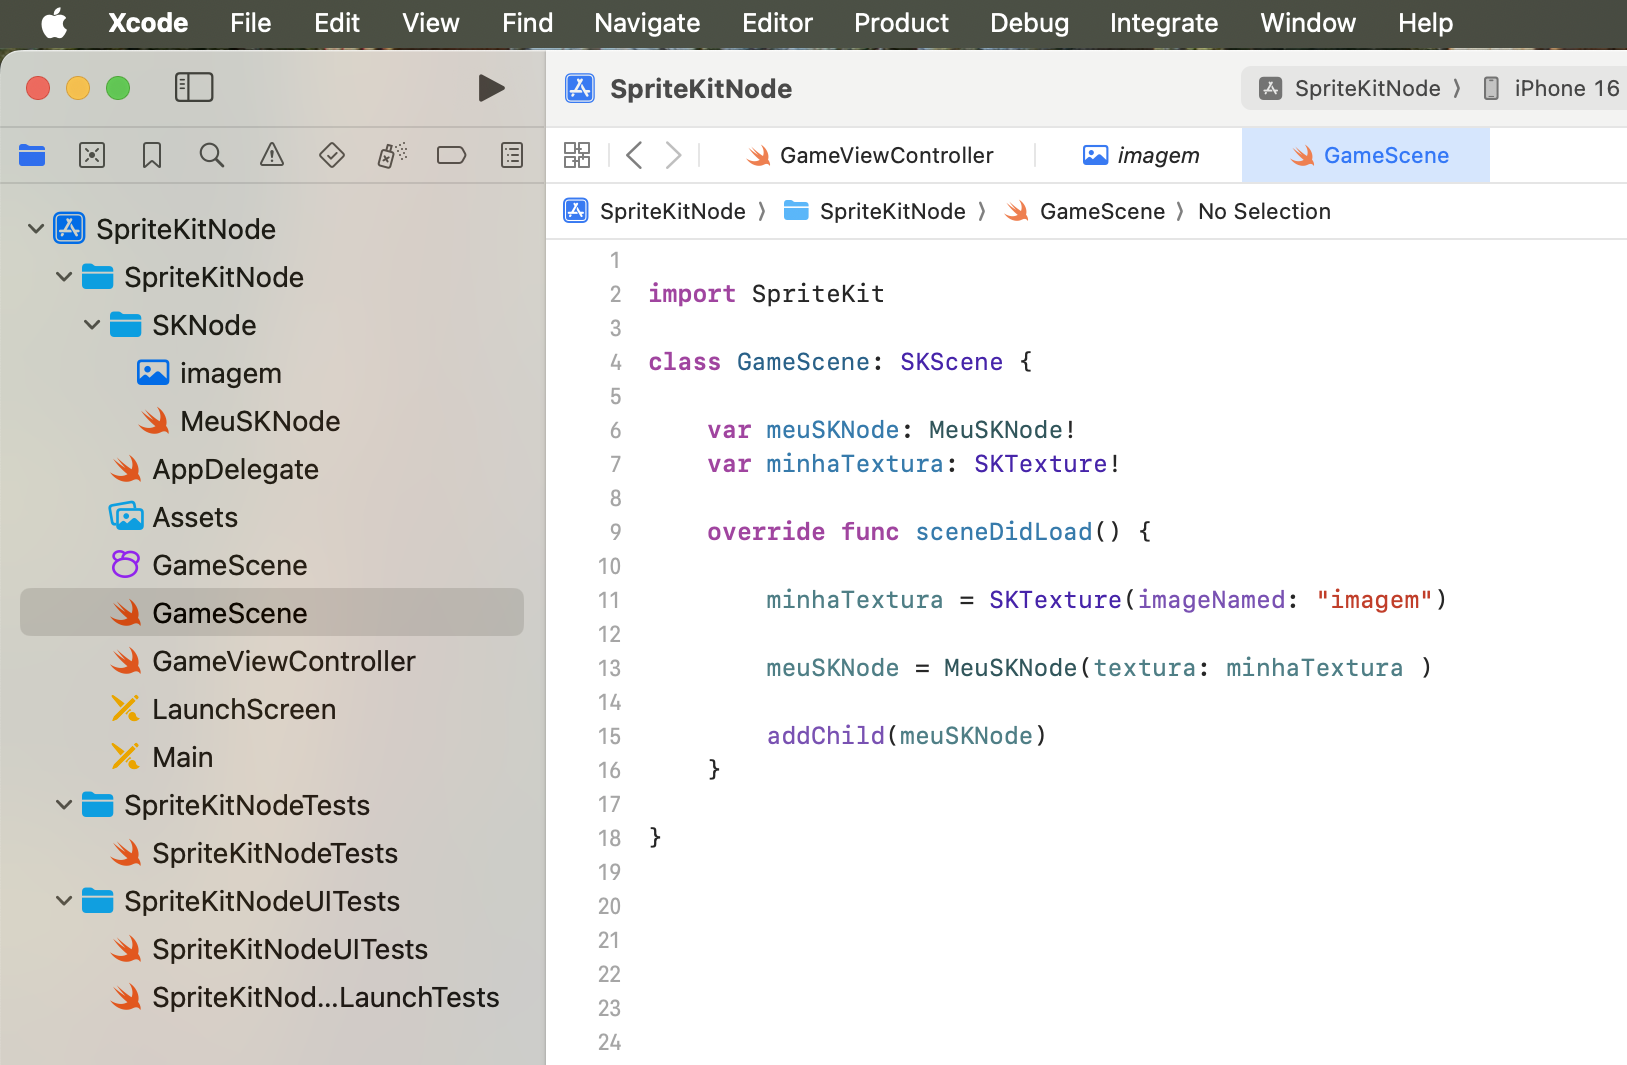 Xcode File Edit View Find Navigate Editor Product Debug Integrate Window Help
SpriteKitNode
SpriteKitNode 〉 iPhone 16
GameViewController
imagem
GameScene
SpriteKitNode 〉 SpriteKitNode 〉 GameScene 〉 No Selection
SpriteKitNode
SpriteKitNode
SKNode
imagem
MeuSKNode
AppDelegate
Assets
GameScene
GameScene
GameViewController
LaunchScreen
Main
SpriteKitNodeTests
SpriteKitNodeTests
SpriteKitNodeUITests
SpriteKitNodeUITests
SpriteKitNod...LaunchTests
1
2 import SpriteKit
3
4 class GameScene: SKScene {
5
6 var meuSKNode: MeuSKNode!
7 var minhaTextura: SKTexture!
8
9 override func sceneDidLoad() {
10
11 minhaTextura = SKTexture(imageNamed: "imagem")
12
13 meuSKNode = MeuSKNode(textura: minhaTextura )
14
15 addChild(meuSKNode)
16 }
17
18 }
19
20
21
22
23
24